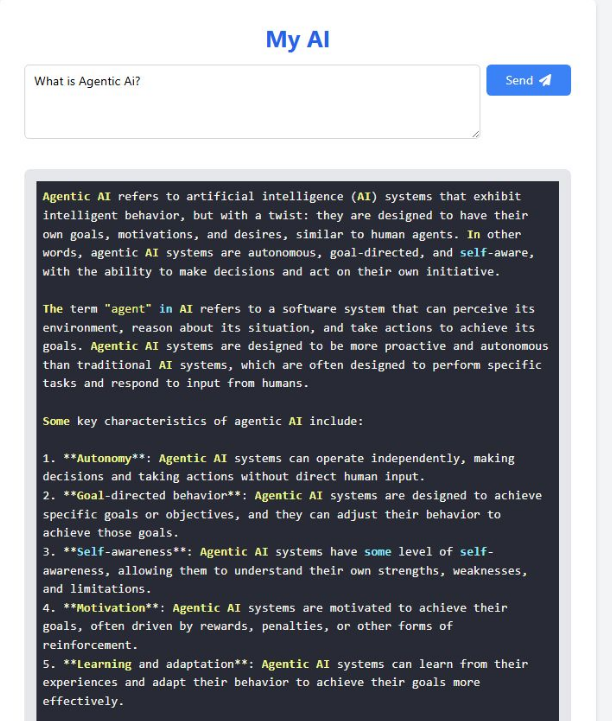 My AI
What is Agentic Ai?
Send
Agentic AI refers to artificial intelligence (AI) systems that exhibit
intelligent behavior, but with a twist: they are designed to have their
own goals, motivations, and desires, similar to human agents. In other
words, agentic AI systems are autonomous, goal-directed, and self-aware,
with the ability to make decisions and act on their own initiative.
The term "agent" in AI refers to a software system that can perceive its
environment, reason about its situation, and take actions to achieve its
goals. Agentic AI systems are designed to be more proactive and autonomous
than traditional AI systems, which are often designed to perform specific
tasks and respond to input from humans.
Some key characteristics of agentic AI include:
1. **Autonomy**: Agentic AI systems can operate independently, making
decisions and taking actions without direct human input.
2. **Goal-directed behavior**: Agentic AI systems are designed to achieve
specific goals or objectives, and they can adjust their behavior to
achieve those goals.
3. **Self-awareness**: Agentic AI systems have some level of self-
awareness, allowing them to understand their own strengths, weaknesses,
and limitations.
4. **Motivation**: Agentic AI systems are motivated to achieve their
goals, often driven by rewards, penalties, or other forms of
reinforcement.
5. **Learning and adaptation**: Agentic AI systems can learn from their
experiences and adapt their behavior to achieve their goals more
effectively.